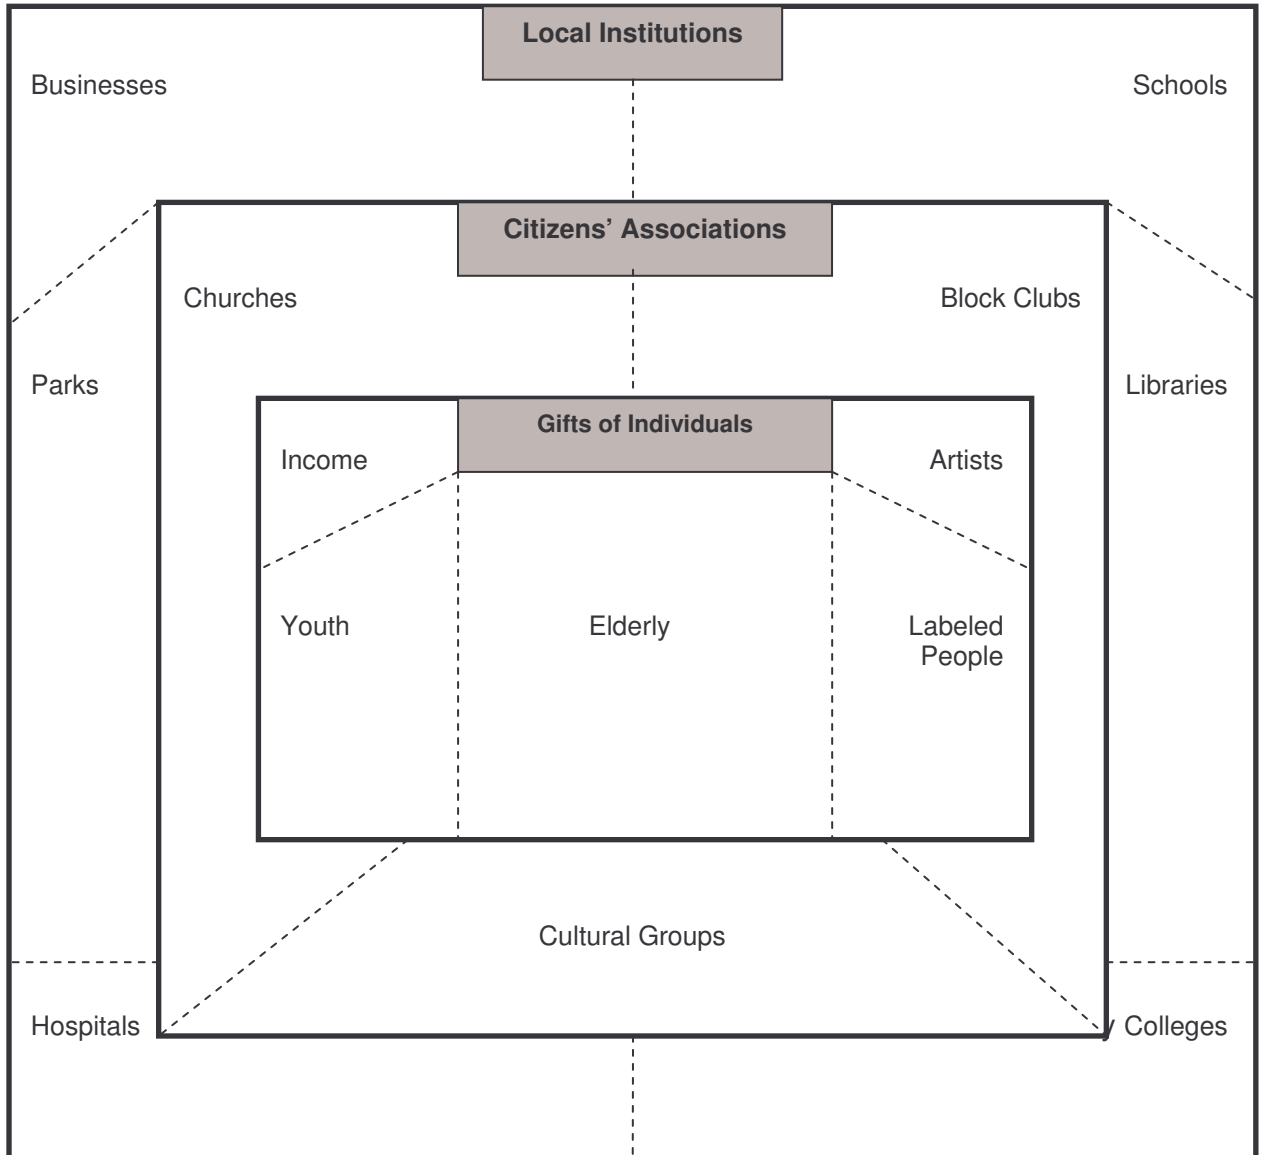 Local Institutions
Businesses
Schools
Citizens’ Associations
Churches
Block Clubs
Parks
Libraries
Gifts of Individuals
Income
Artists
Youth
Elderly
Labeled
People
Cultural Groups
Hospitals
y Colleges